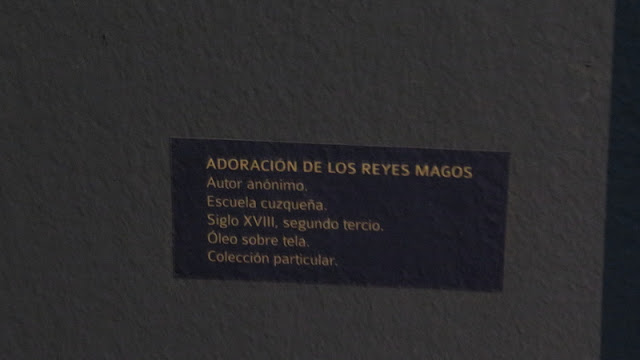 ADORACIÓN DE LOS REYES MAGOS
Autor anónimo.
Escuela cuzqueña.
Siglo XVIII, segundo tercio.
Óleo sobre tela.
Colección particular.